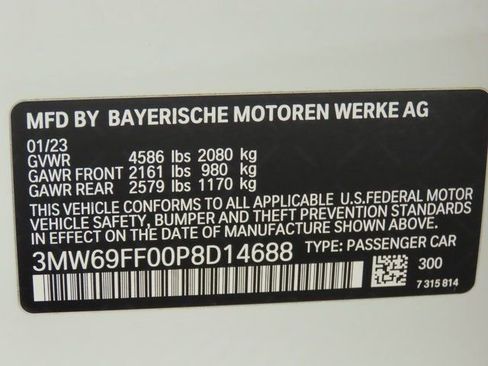 MFD BY BAYERISCHE MOTOREN WERKE AG
01/23
GVWR 4586 lbs 2080 kg
GAWR FRONT 2161 lbs 980 kg
GAWR REAR 2579 lbs 1170 kg
THIS VEHICLE CONFORMS TO ALL APPLICABLE U.S.FEDERAL MOTOR
VEHICLE SAFETY, BUMPER AND THEFT PREVENTION
STANDARDS IN EFFECT ON THE DATE OF MANUFACTURE SHOWN ABOVE.
3MW69FF00P8D14688 TYPE: PASSENGER CAR
300
7 315 814